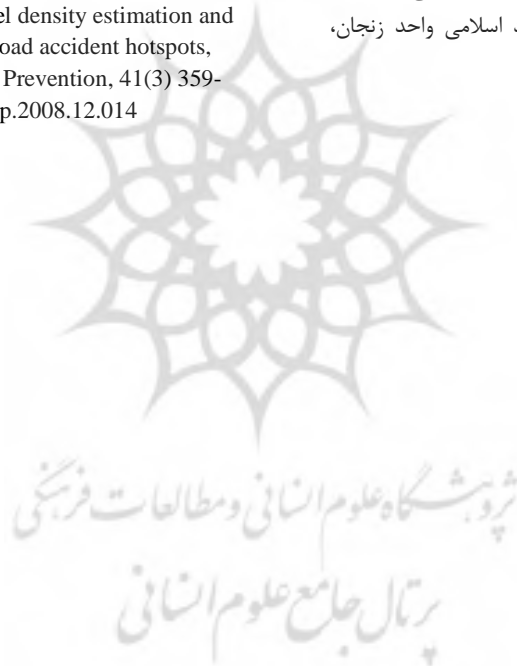 el density estimation and
oad accident hotspots,
Prevention, 41(3) 359-
p.2008.12.014
د اسلامی واحد زنجان،
پژوهشگاه علوم انسانی و مطالعات فرهنگی
پرتال جامع علوم انسانی